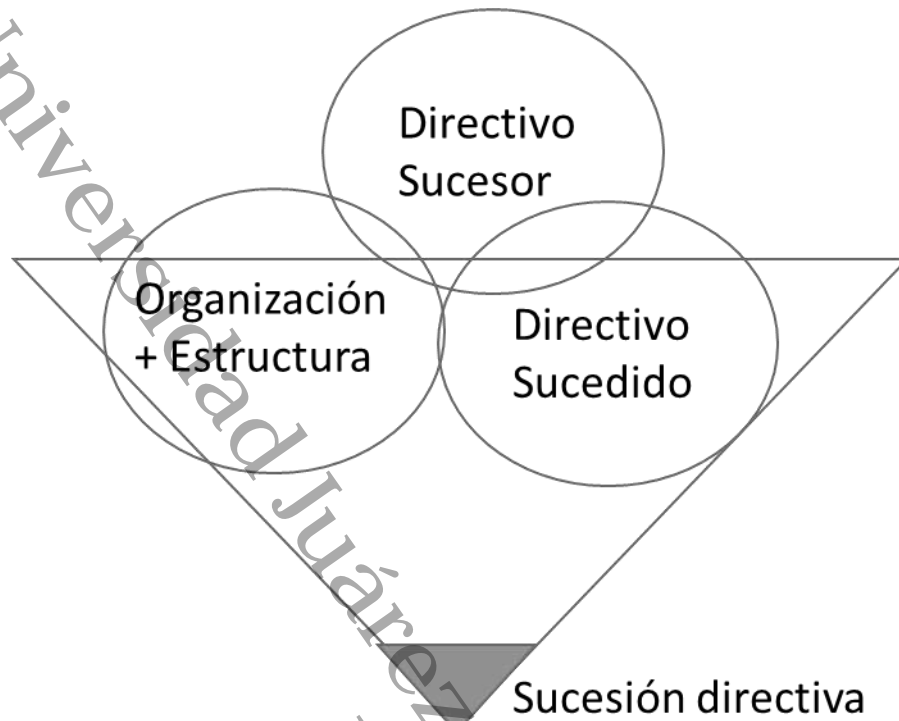 Directivo
Sucesor
Organización
+ Estructura
Directivo
Sucedido
Sucesión directiva
Universidad Juárez